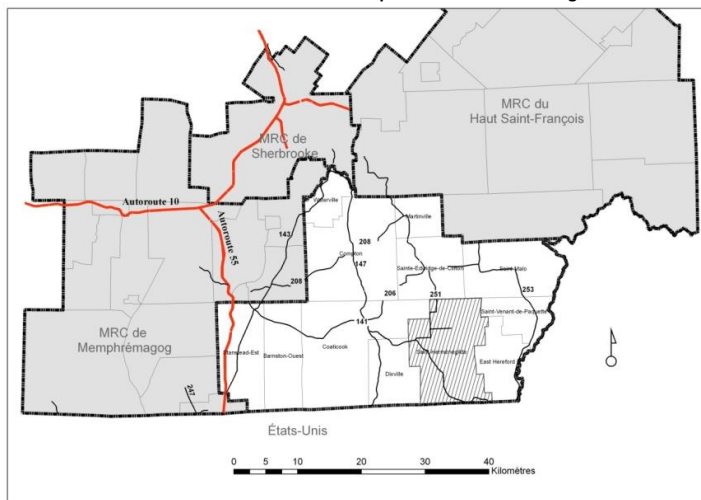 MRC du
Haut Saint-François
MRC de
Sherbrooke
Autoroute 10
Autoroute 55
143
Waterville
Martinville
208
Compton
147
208
Sainte-Edwidge-de-Clifton
Saint-Malo
206
251
253
Saint-Venant-de-Paquette
141
MRC de
Memphrémagog
Stanstead-Est
Barnston-Ouest
Coaticook
Saint-Herménégilde
East Hereford
Dixville
247
États-Unis
0 5 10 20 30 40
Kilomètres